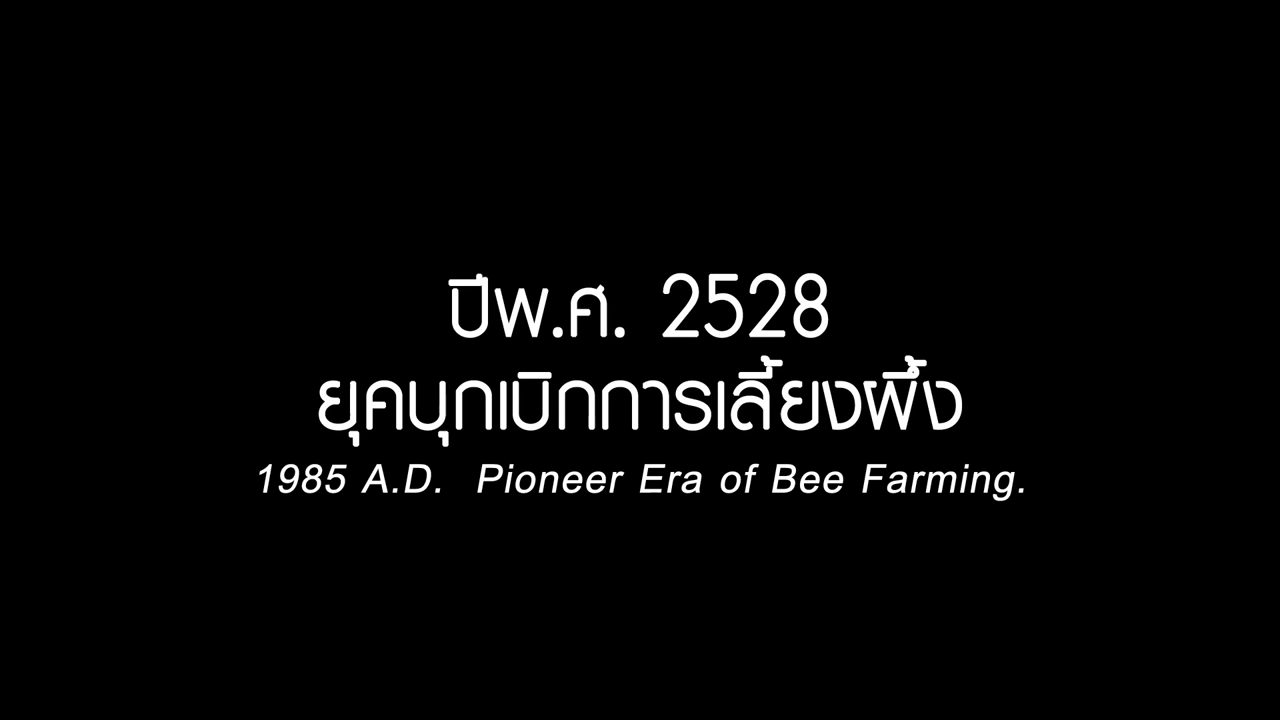 ปีพ.ศ. 2528
ยุคบุกเบิกการเลี้ยงผึ้ง
1985 A.D.  Pioneer Era of Bee Farming.